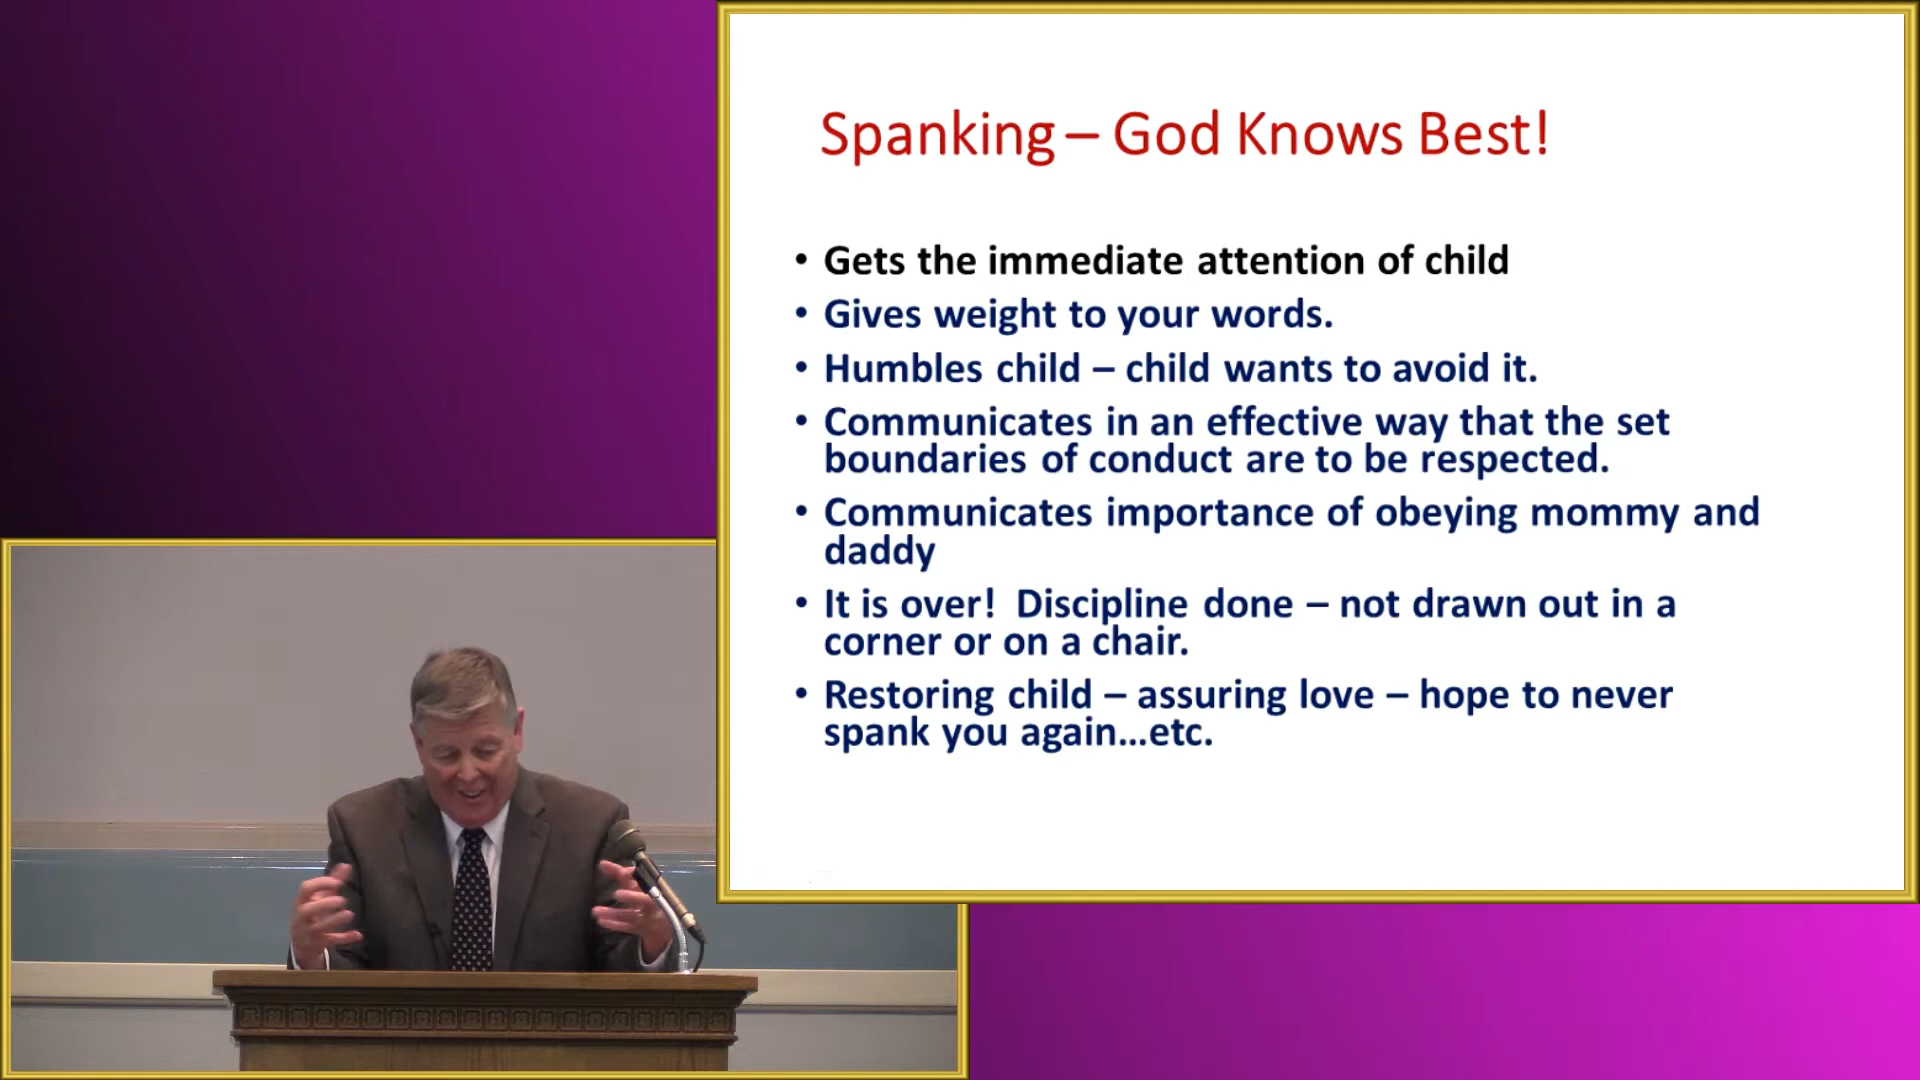 Spanking – God Knows Best!
• Gets the immediate attention of child
• Gives weight to your words.
• Humbles child – child wants to avoid it.
• Communicates in an effective way that the set
boundaries of conduct are to be respected.
• Communicates importance of obeying mommy and
daddy
• It is over!  Discipline done – not drawn out in a
corner or on a chair.
• Restoring child – assuring love – hope to never
spank you again...etc.